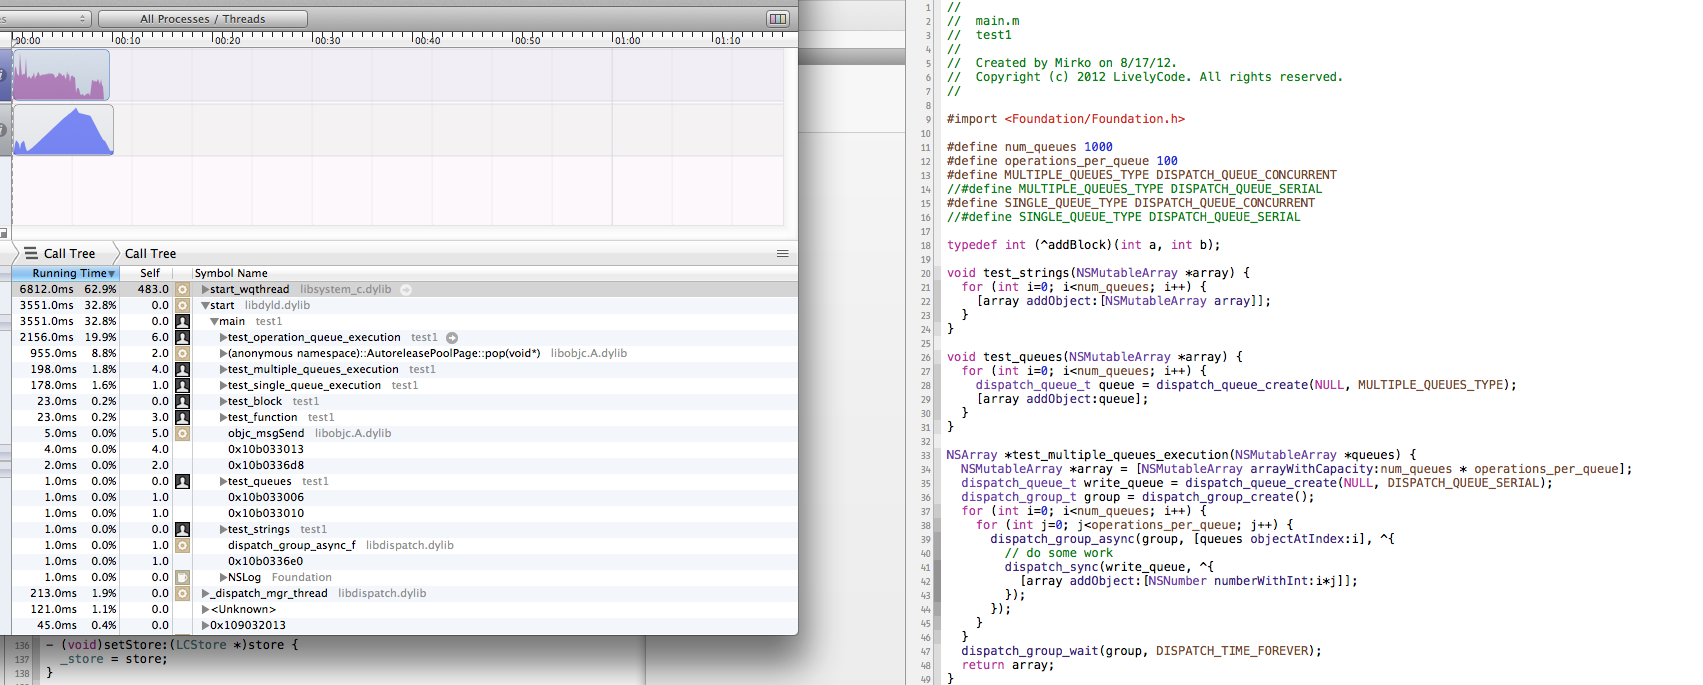 es
All Processes / Threads
00:00 00:10 00:20 00:30 00:40 00:50 01:00 01:10
Call Tree Call Tree
Running Time Self Symbol Name
6812.0ms 62.9% 483.0 start_wqthread libsystem_c.dylib
3551.0ms 32.8% 0.0 start libdyld.dylib
3551.0ms 32.8% 0.0 main test1
2156.0ms 19.9% 6.0 test_operation_queue_execution test1
955.0ms 8.8% 2.0 (anonymous namespace)::AutoreleasePoolPage::pop(void*) libobjc.A.dylib
198.0ms 1.8% 4.0 test_multiple_queues_execution test1
178.0ms 1.6% 1.0 test_single_queue_execution test1
23.0ms 0.2% 0.0 test_block test1
23.0ms 0.2% 3.0 test_function test1
5.0ms 0.0% 5.0 objc_msgSend libobjc.A.dylib
4.0ms 0.0% 4.0 0x10b033013
2.0ms 0.0% 2.0 0x10b0336d8
1.0ms 0.0% 0.0 test_queues test1
1.0ms 0.0% 1.0 0x10b033006
1.0ms 0.0% 1.0 0x10b033010
1.0ms 0.0% 0.0 test_strings test1
1.0ms 0.0% 1.0 dispatch_group_async_f libdispatch.dylib
1.0ms 0.0% 1.0 0x10b0336e0
1.0ms 0.0% 0.0 NSLog Foundation
213.0ms 1.9% 0.0 _dispatch_mgr_thread libdispatch.dylib
121.0ms 1.1% 0.0 <Unknown>
45.0ms 0.4% 0.0 0x109032013
136 - (void)setStore:(LCStore *)store {
137 _store = store;
138 }
1 //
2 // main.m
3 // test1
4 //
5 // Created by Mirko on 8/17/12.
6 // Copyright (c) 2012 LivelyCode. All rights reserved.
7 //
8
9 #import <Foundation/Foundation.h>
10
11 #define num_queues 1000
12 #define operations_per_queue 100
13 #define MULTIPLE_QUEUES_TYPE DISPATCH_QUEUE_CONCURRENT
14 //#define MULTIPLE_QUEUES_TYPE DISPATCH_QUEUE_SERIAL
15 #define SINGLE_QUEUE_TYPE DISPATCH_QUEUE_CONCURRENT
16 //#define SINGLE_QUEUE_TYPE DISPATCH_QUEUE_SERIAL
17
18 typedef int (^addBlock)(int a, int b);
19
20 void test_strings(NSMutableArray *array) {
21 for (int i=0; i<num_queues; i++) {
22 [array addObject:[NSMutableArray array]];
23 }
24 }
25
26 void test_queues(NSMutableArray *array) {
27 for (int i=0; i<num_queues; i++) {
28 dispatch_queue_t queue = dispatch_queue_create(NULL, MULTIPLE_QUEUES_TYPE);
29 [array addObject:queue];
30 }
31 }
32
33 NSArray *test_multiple_queues_execution(NSMutableArray *queues) {
34 NSMutableArray *array = [NSMutableArray arrayWithCapacity:num_queues * operations_per_queue];
35 dispatch_queue_t write_queue = dispatch_queue_create(NULL, DISPATCH_QUEUE_SERIAL);
36 dispatch_group_t group = dispatch_group_create();
37 for (int i=0; i<num_queues; i++) {
38 for (int j=0; j<operations_per_queue; j++) {
39 dispatch_group_async(group, [queues objectAtIndex:i], ^{
40 // do some work
41 dispatch_sync(write_queue, ^{
42 [array addObject:[NSNumber numberWithInt:i*j]];
43 });
44 });
45 }
46 }
47 dispatch_group_wait(group, DISPATCH_TIME_FOREVER);
48 return array;
49 }